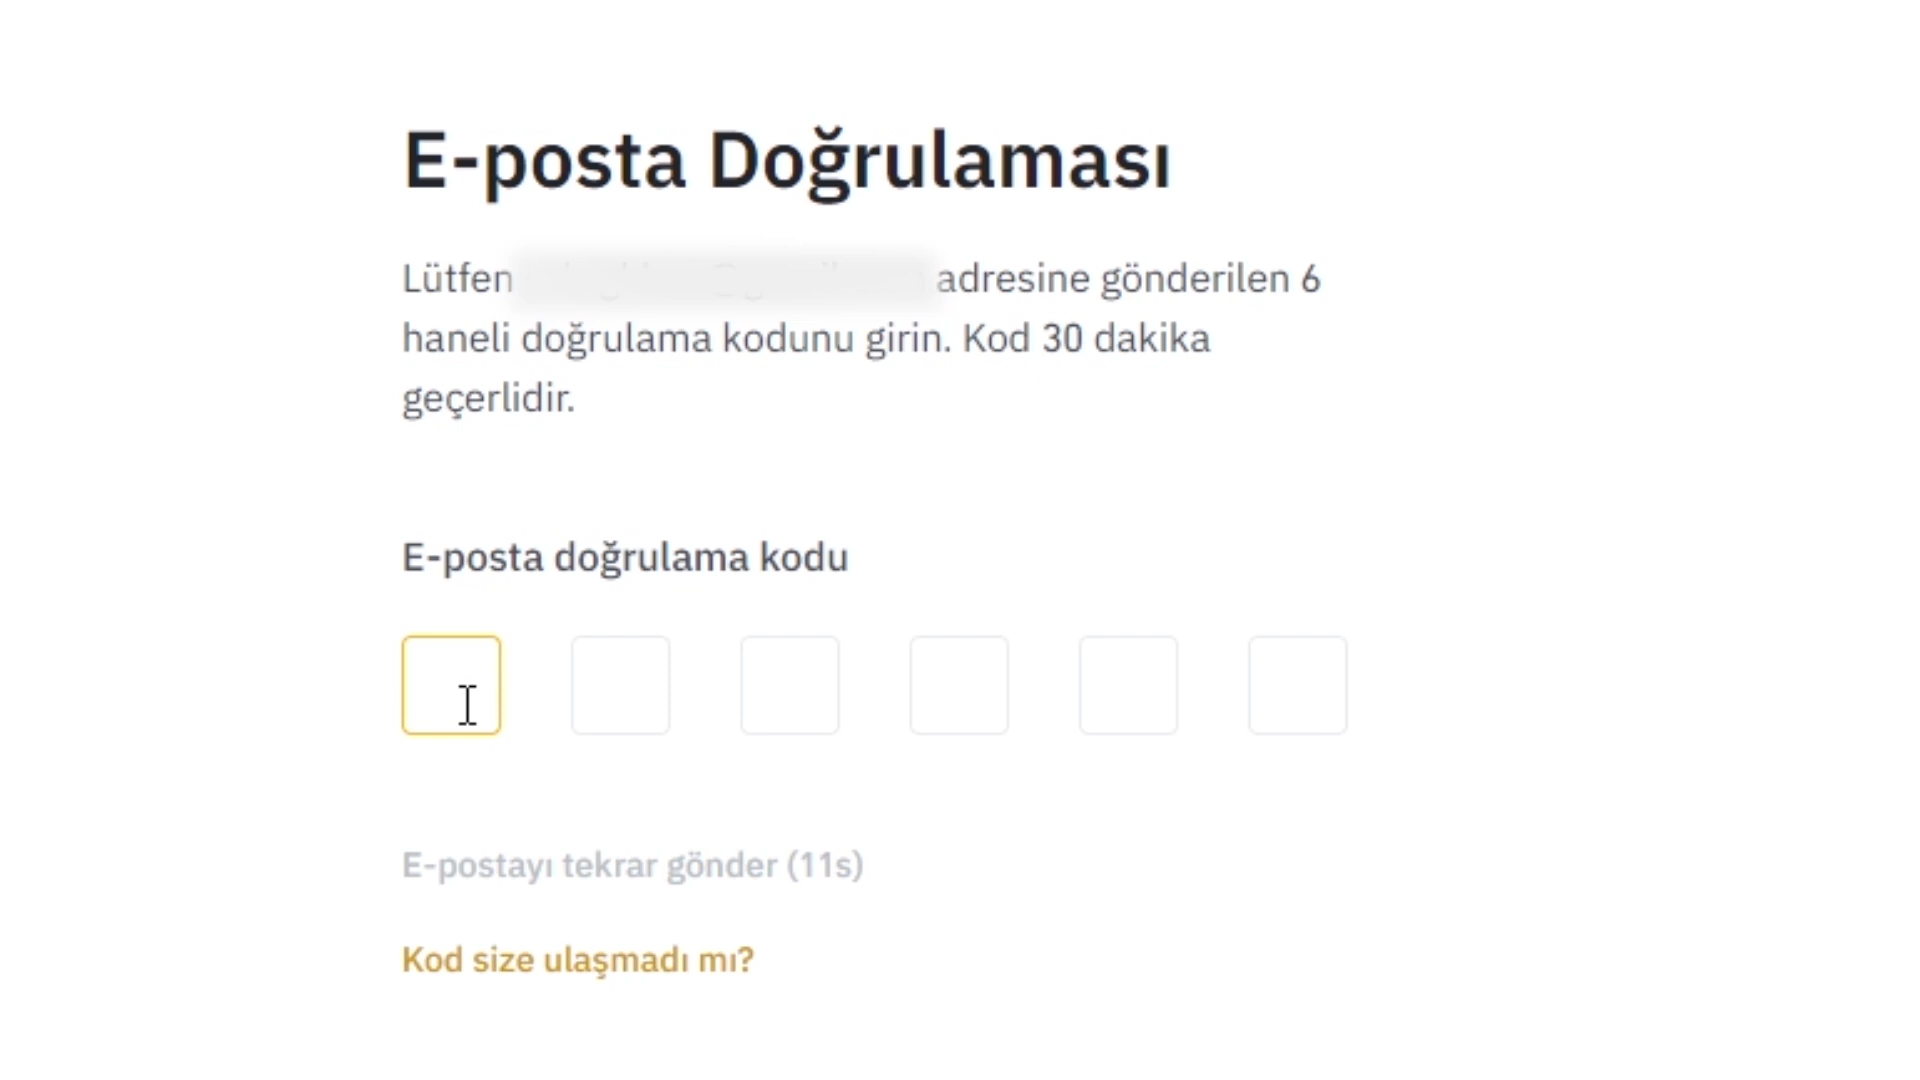 E-posta Doğrulaması
Lütfen adresine gönderilen 6
haneli doğrulama kodunu girin. Kod 30 dakika
geçerlidir.
E-posta doğrulama kodu
E-postayı tekrar gönder (11s)
Kod size ulaşmadı mı?